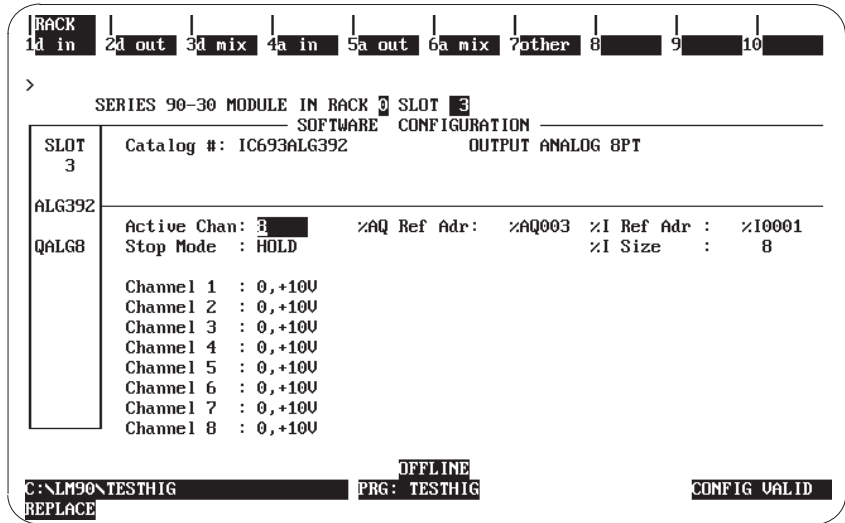 RACK
1d in 2d out 3d mix 4a in 5a out 6a mix 7other 8 9 10
>
SERIES 90-30 MODULE IN RACK 0 SLOT 3
SOFTWARE CONFIGURATION
SLOT Catalog #: IC693ALG392 OUTPUT ANALOG 8PT
3
ALG392
Active Chan: 8 %AQ Ref Adr: %AQ003 %I Ref Adr : %I0001
QALG8 Stop Mode : HOLD %I Size : 8
Channel 1 : 0,+10V
Channel 2 : 0,+10V
Channel 3 : 0,+10V
Channel 4 : 0,+10V
Channel 5 : 0,+10V
Channel 6 : 0,+10V
Channel 7 : 0,+10V
Channel 8 : 0,+10V
OFFLINE
C:\LM90\TESTHIG PRG: TESTHIG CONFIG VALID
REPLACE